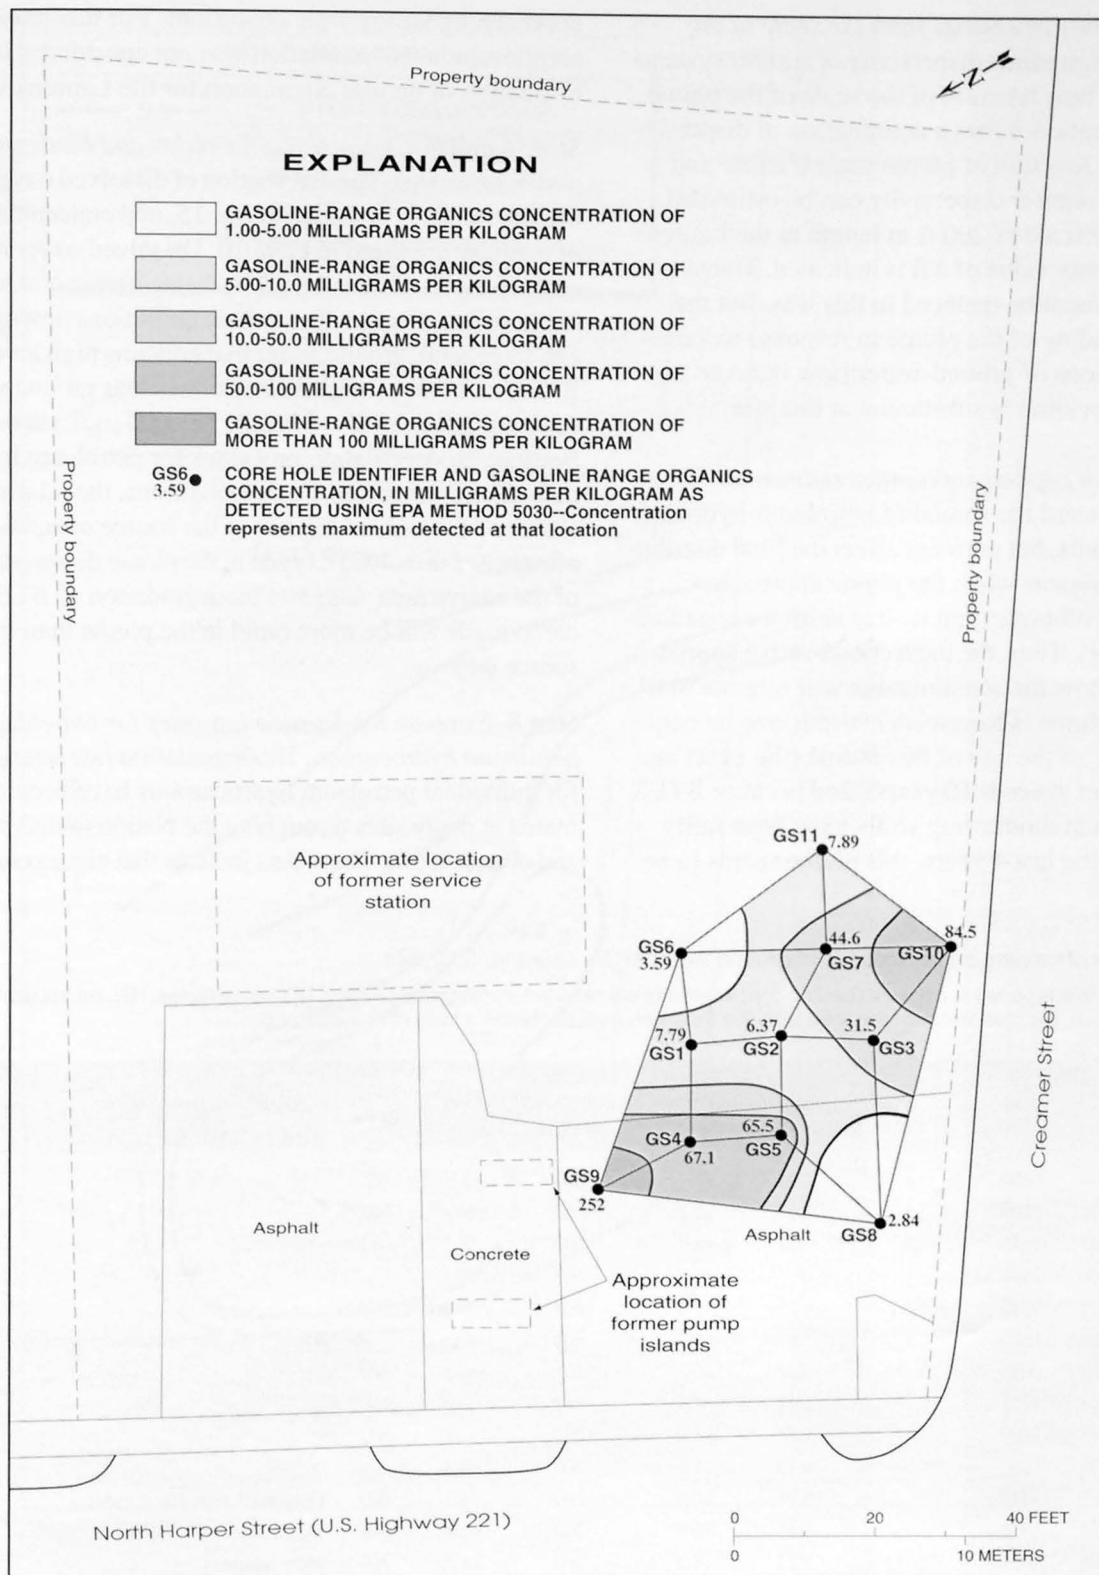 Property boundary
N
EXPLANATION
GASOLINE-RANGE ORGANICS CONCENTRATION OF
1.00-5.00 MILLIGRAMS PER KILOGRAM
GASOLINE-RANGE ORGANICS CONCENTRATION OF
5.00-10.0 MILLIGRAMS PER KILOGRAM
GASOLINE-RANGE ORGANICS CONCENTRATION OF
10.0-50.0 MILLIGRAMS PER KILOGRAM
GASOLINE-RANGE ORGANICS CONCENTRATION OF
50.0-100 MILLIGRAMS PER KILOGRAM
GASOLINE-RANGE ORGANICS CONCENTRATION OF
MORE THAN 100 MILLIGRAMS PER KILOGRAM
GS6
3.59
CORE HOLE IDENTIFIER AND GASOLINE RANGE ORGANICS
CONCENTRATION, IN MILLIGRAMS PER KILOGRAM AS
DETECTED USING EPA METHOD 5030--Concentration
represents maximum detected at that location
Property boundary
Property boundary
Approximate location
of former service
station
GS11
7.89
GS6
3.59
44.6
GS7
84.5
GS10
7.79
GS1
6.37
GS2
31.5
GS3
GS4
67.1
65.5
GS5
GS9
252
2.84
GS8
Asphalt
Asphalt
Concrete
Approximate
location of
former pump
islands
Creamer Street
North Harper Street (U.S. Highway 221)
0 20 40 FEET
0 10 METERS